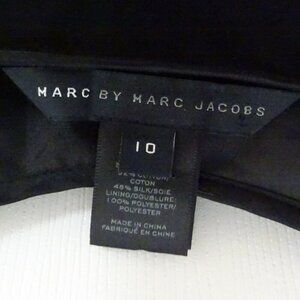 MARC BY MARC JACOBS
10
COTON
48% SILK/SOIE
LINING/DOUBLURE:
100% POLYESTER/
POLYESTER
MADE IN CHINA
FABRIQUÉ EN CHINE